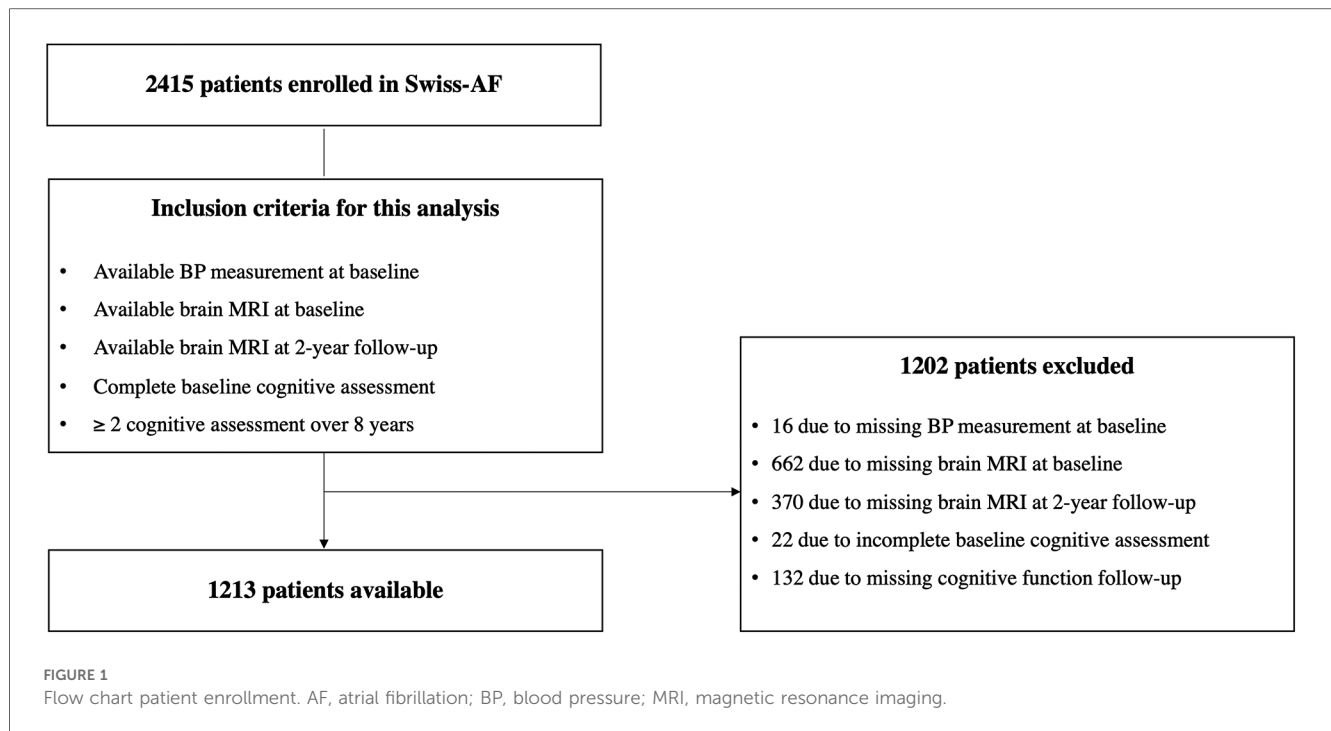 2415 patients enrolled in Swiss-AF
Inclusion criteria for this analysis
• Available BP measurement at baseline
• Available brain MRI at baseline
• Available brain MRI at 2-year follow-up
• Complete baseline cognitive assessment
• ≥ 2 cognitive assessment over 8 years
1202 patients excluded
• 16 due to missing BP measurement at baseline
• 662 due to missing brain MRI at baseline
• 370 due to missing brain MRI at 2-year follow-up
• 22 due to incomplete baseline cognitive assessment
• 132 due to missing cognitive function follow-up
1213 patients available
FIGURE 1
Flow chart patient enrollment. AF, atrial fibrillation; BP, blood pressure; MRI, magnetic resonance imaging.